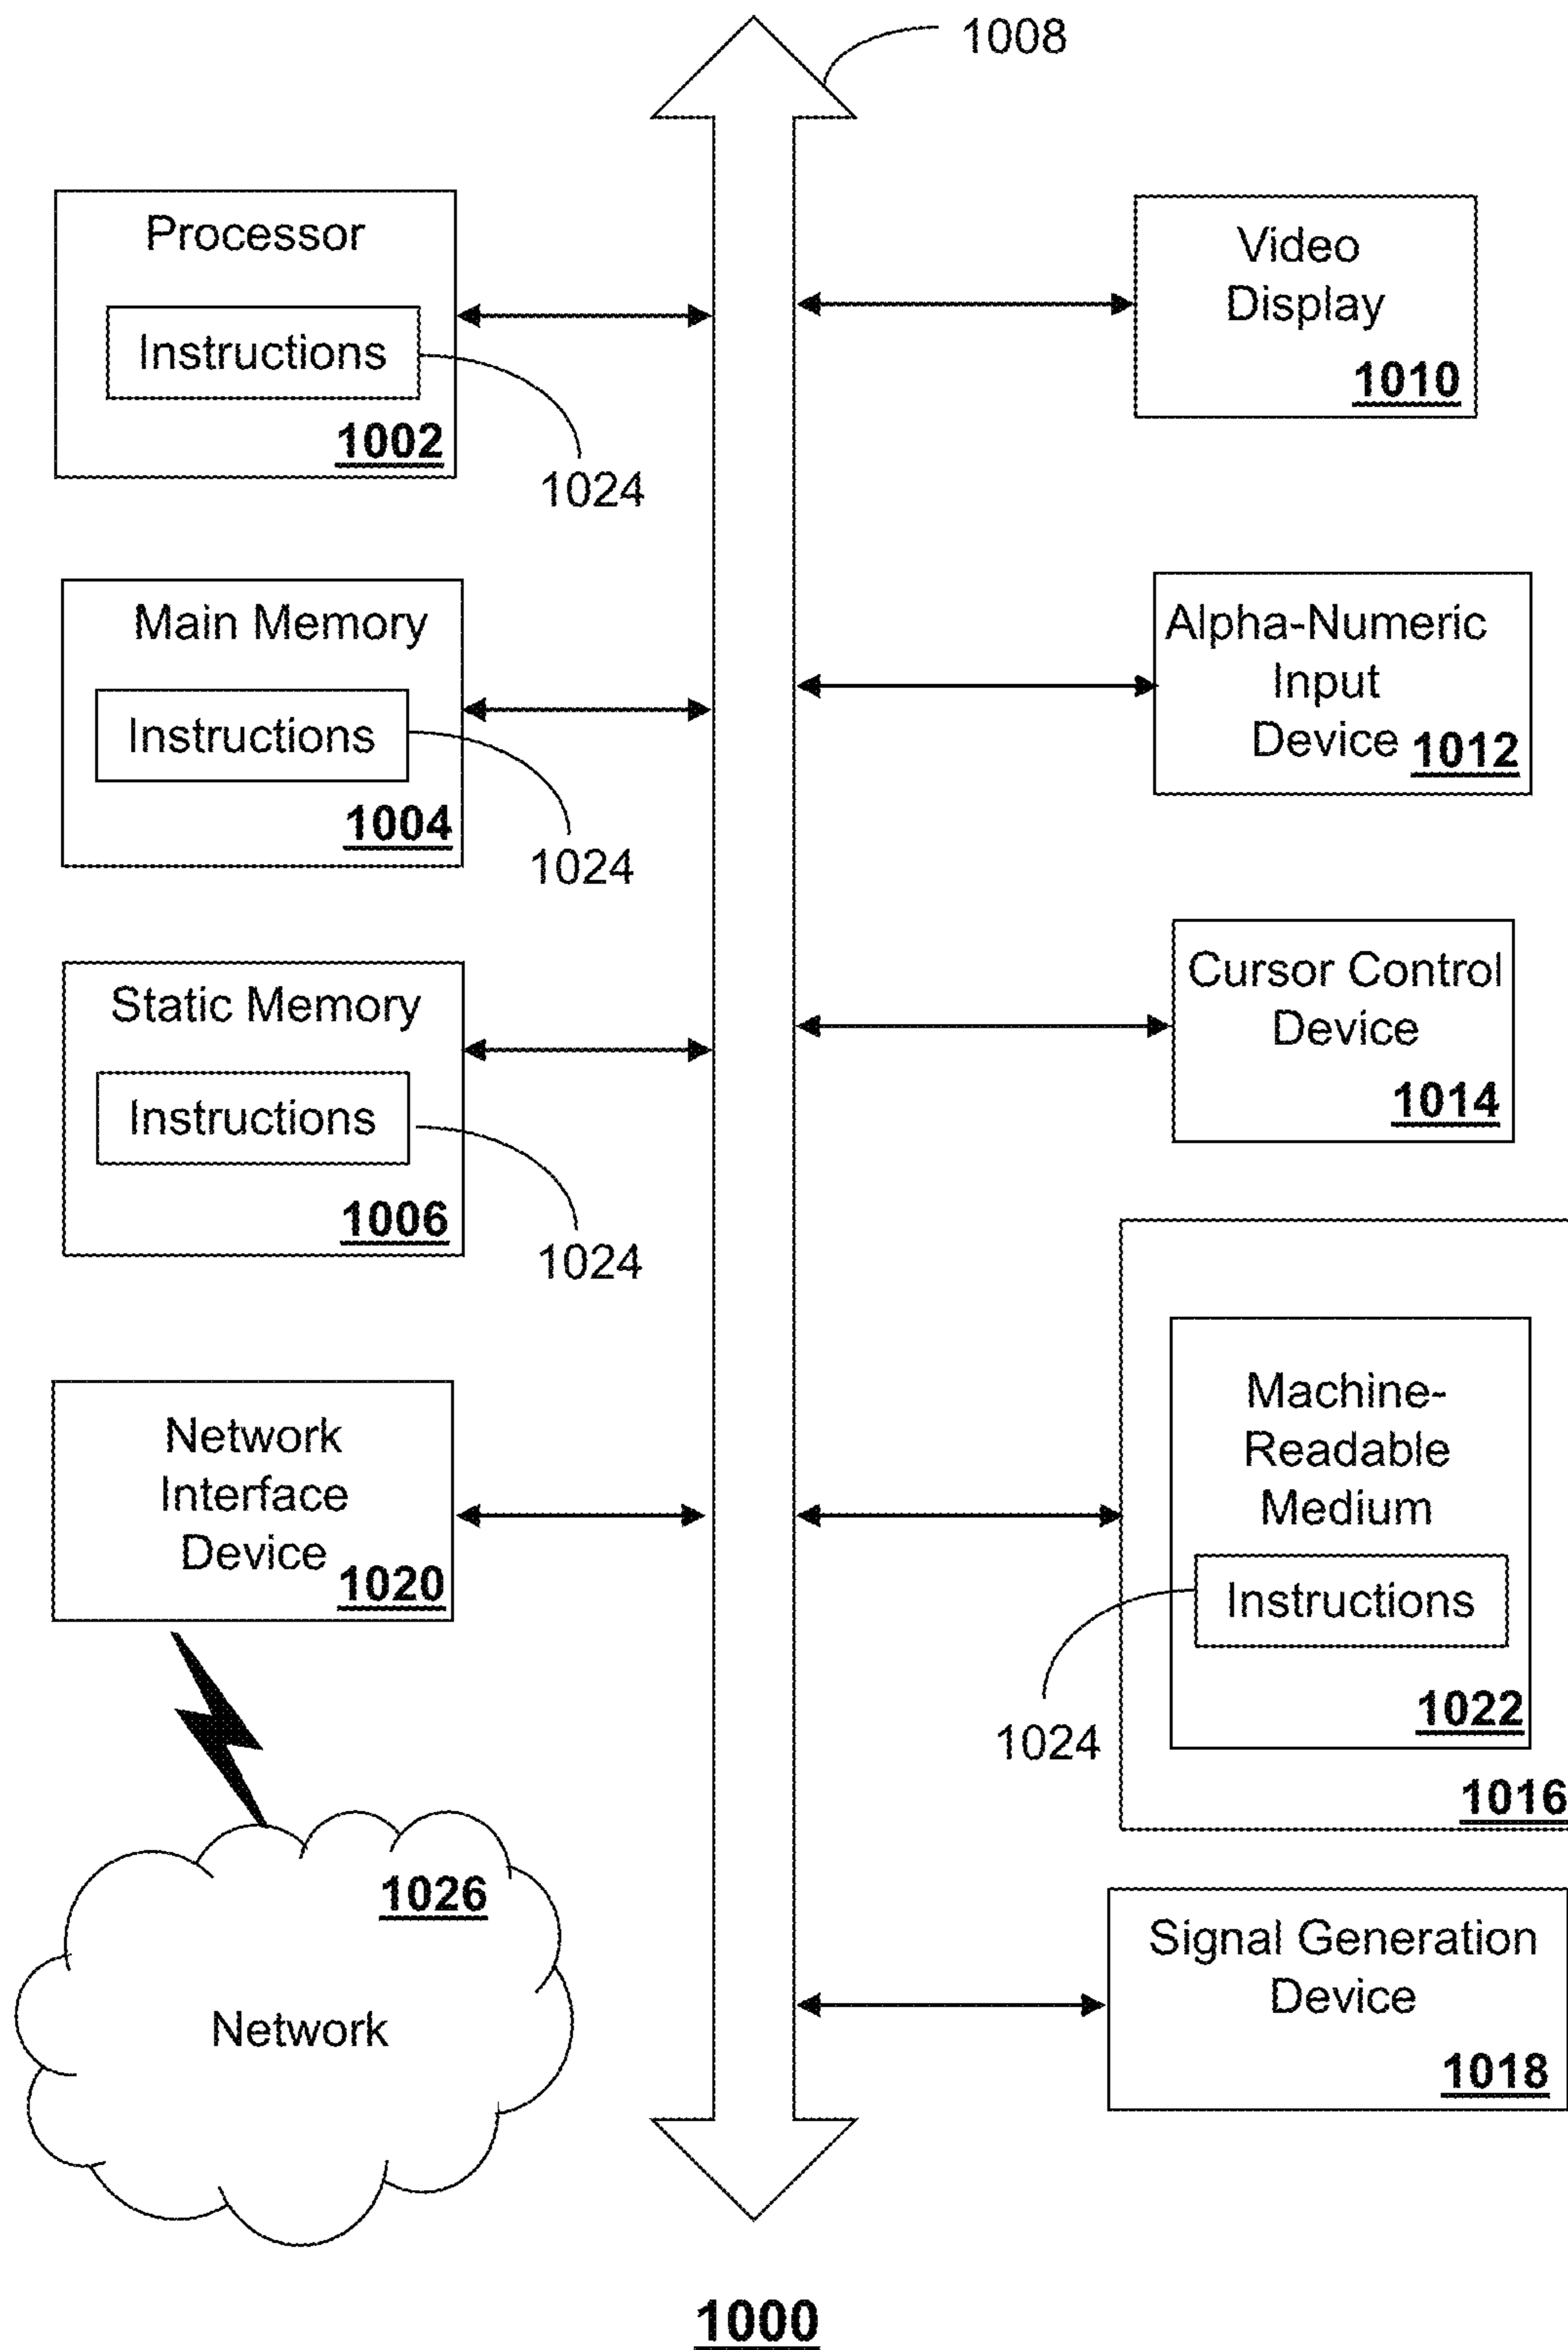 1008
Processor
Instructions
1002
1024
Video
Display
1010
Main Memory
Instructions
1004
1024
Alpha-Numeric
Input
Device 1012
Static Memory
Instructions
1006
1024
Cursor Control
Device
1014
Network
Interface
Device
1020
Machine-
Readable
Medium
Instructions
1022
1024
1016
1026
Network
Signal Generation
Device
1018
1000